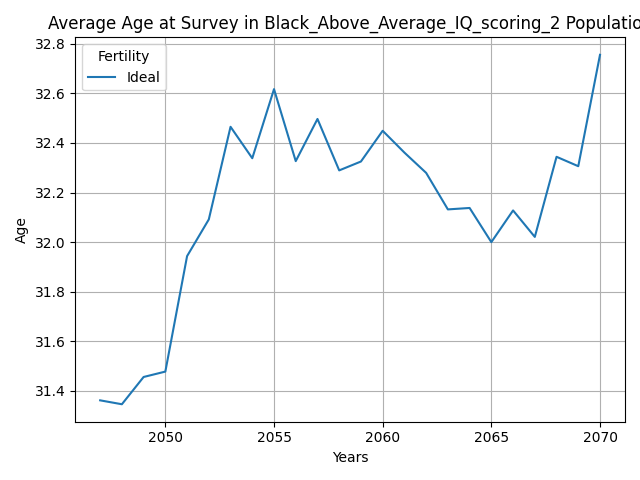 Average Age at Survey in Black_Above_Average_IQ_scoring_2 Populatio
32.8
32.6
32.4
32.2
32.0
31.8
31.6
31.4
Age
Fertility
Ideal
2050 2055 2060 2065 2070
Years